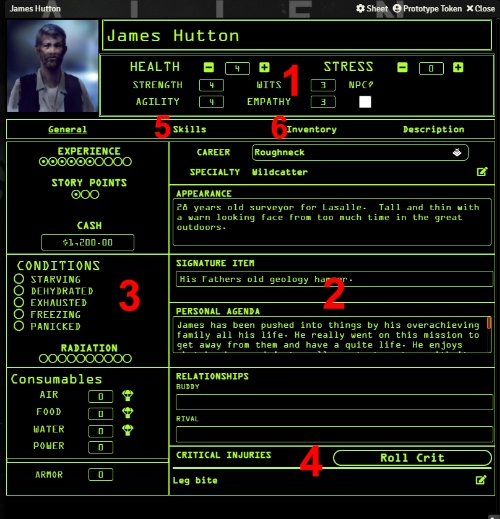 A L I E N
James Hutton
Sheet Prototype Token Close
James Hutton
HEALTH 4 STRESS 0
1
STRENGTH 4 WITS 3 NPC?
AGILITY 4 EMPATHY 3
General 5 Skills 6 Inventory Description
EXPERIENCE
STORY POINTS
CASH
$1,200.00
CAREER Roughneck
SPECIALTY Wildcatter
APPEARANCE
28 years old surveyor for Lasalle. Tall and thin with
a warn looking face from too much time in the great
outdoors.
CONDITIONS
STARVING
DEHYDRATED
EXHAUSTED
FREEZING
PANICKED
3
RADIATION
SIGNATURE ITEM
His Fathers old geology hammer.
2
PERSONAL AGENDA
James has been pushed into things by his overachieving
family all his life. He really went on this mission to
get away from them and have a quite life. He enjoys
Consumables
AIR 0
FOOD 0
WATER 0
POWER 0
ARMOR 0
RELATIONSHIPS
BUDDY
RIVAL
CRITICAL INJURIES 4 Roll Crit
Leg bite